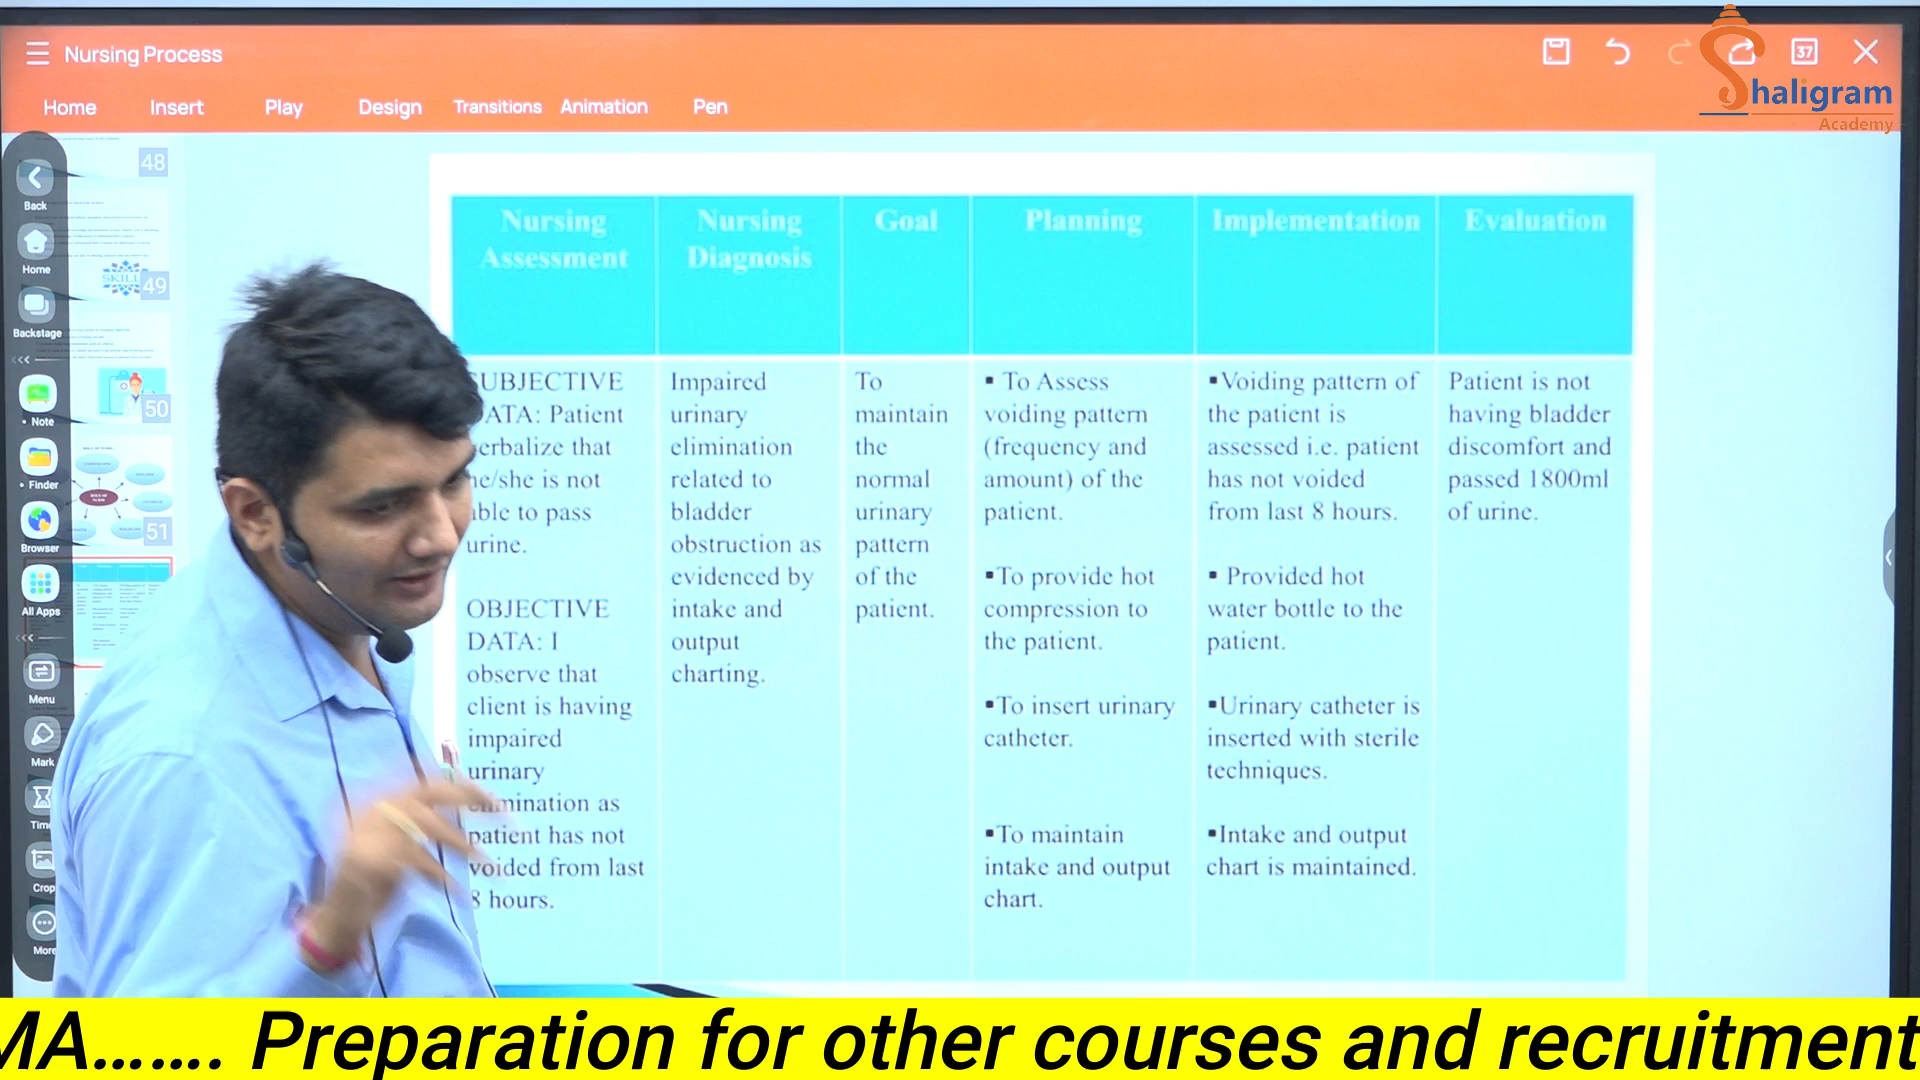 Nursing Process
37
haligram
Academy
Home
Insert
Play
Design
Transitions
Animation
Pen
48
Back
Home
SKILL
49
Backstage
50
Note
Finder
51
Browser
All Apps
Menu
Mark
Time
Crop
More
Nursing
Assessment
Nursing
Diagnosis
Goal
Planning
Implementation
Evaluation
UBJECTIVE
ATA: Patient
erbalize that
he/she is not
able to pass
urine.
OBJECTIVE
DATA: I
observe that
client is having
impaired
urinary
elimination as
patient has not
voided from last
8 hours.
Impaired
urinary
elimination
related to
bladder
obstruction as
evidenced by
intake and
output
charting.
To
maintain
the
normal
urinary
pattern
of the
patient.
▪ To Assess
voiding pattern
(frequency and
amount) of the
patient.
▪To provide hot
compression to
the patient.
▪To insert urinary
catheter.
▪To maintain
intake and output
chart.
▪Voiding pattern of
the patient is
assessed i.e. patient
has not voided
from last 8 hours.
▪ Provided hot
water bottle to the
patient.
▪Urinary catheter is
inserted with sterile
techniques.
▪Intake and output
chart is maintained.
Patient is not
having bladder
discomfort and
passed 1800ml
of urine.
MA....... Preparation for other courses and recruitment